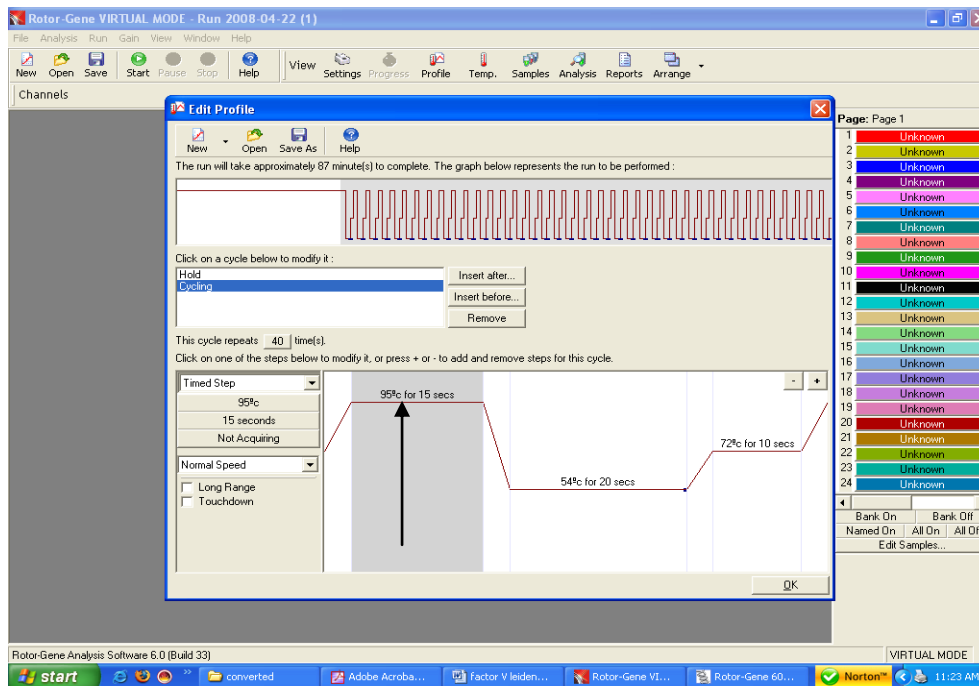 Rotor-Gene VIRTUAL MODE - Run 2008-04-22 (1)
File Analysis Run Gain View Window Help
New Open Save Start Pause Stop Help View Settings Progress Profile Temp. Samples Analysis Reports Arrange
Channels
Edit Profile
New Open Save As Help
The run will take approximately 87 minute(s) to complete. The graph below represents the run to be performed :
Click on a cycle below to modify it :
Hold
Cycling
Insert after...
Insert before...
Remove
This cycle repeats 40 time(s).
Click on one of the steps below to modify it, or press + or - to add and remove steps for this cycle.
Timed Step
95ºc
15 seconds
Not Acquiring
Normal Speed
Long Range
Touchdown
- +
95ºc for 15 secs
54ºc for 20 secs
72ºc for 10 secs
OK
Page: Page 1
1 Unknown
2 Unknown
3 Unknown
4 Unknown
5 Unknown
6 Unknown
7 Unknown
8 Unknown
9 Unknown
10 Unknown
11 Unknown
12 Unknown
13 Unknown
14 Unknown
15 Unknown
16 Unknown
17 Unknown
18 Unknown
19 Unknown
20 Unknown
21 Unknown
22 Unknown
23 Unknown
24 Unknown
Bank On Bank Off
Named On All On All Of
Edit Samples...
Rotor-Gene Analysis Software 6.0 (Build 33) VIRTUAL MODE
start converted Adobe Acroba... factor V leiden... Rotor-Gene VI... Rotor-Gene 60... Norton™ 11:23 AM